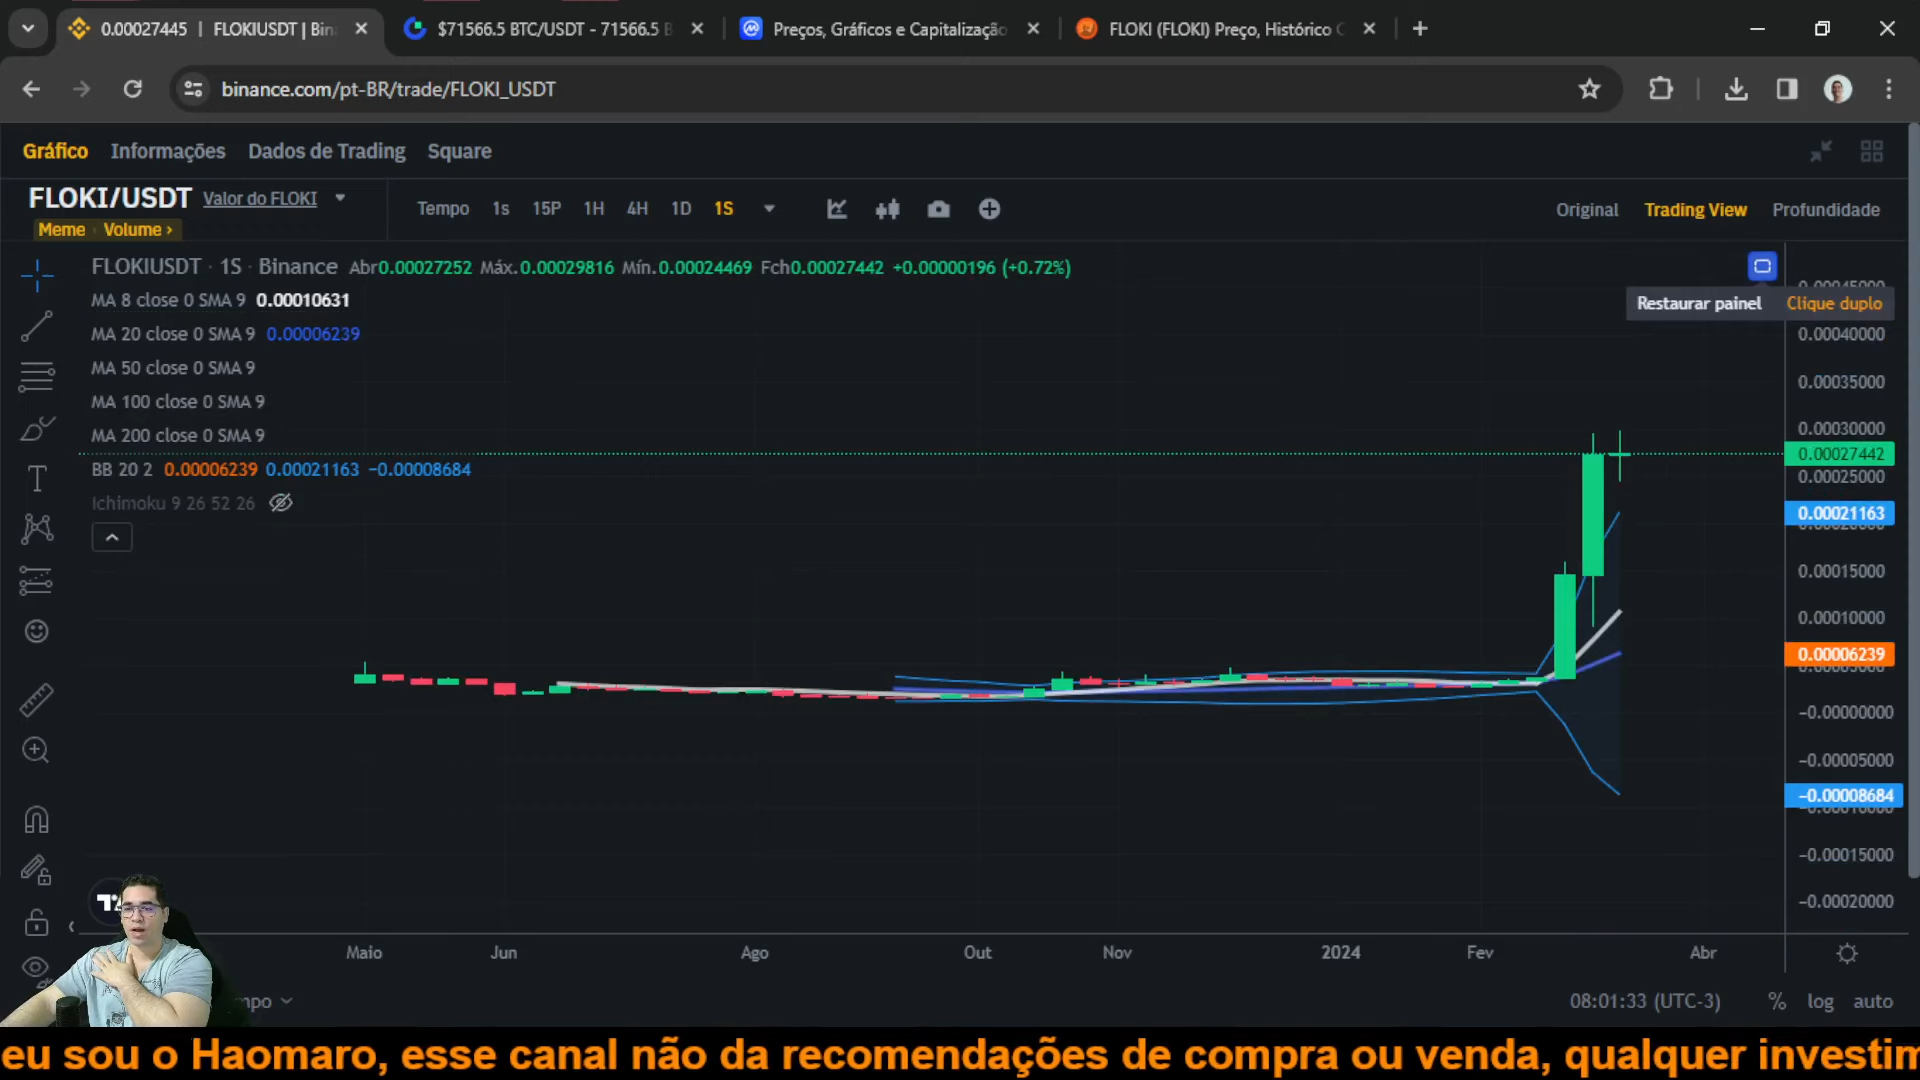 0.00027445 | FLOKIUSDT | Bin
$71566.5 BTC/USDT - 71566.5 B
Preços, Gráficos e Capitalização
FLOKI (FLOKI) Preço, Histórico C
binance.com/pt-BR/trade/FLOKI_USDT
Gráfico Informações Dados de Trading Square
FLOKI/USDT Valor do FLOKI
Meme Volume ›
Tempo 1s 15P 1H 4H 1D 1S
Original Trading View Profundidade
FLOKIUSDT · 1S · Binance Abr0.00027252 Máx.0.00029816 Mín.0.00024469 Fch0.00027442 +0.00000196 (+0.72%)
MA 8 close 0 SMA 9 0.00010631
MA 20 close 0 SMA 9 0.00006239
MA 50 close 0 SMA 9
MA 100 close 0 SMA 9
MA 200 close 0 SMA 9
BB 20 2 0.00006239 0.00021163 −0.00008684
Ichimoku 9 26 52 26
Restaurar painel Clique duplo
0.00045000
0.00040000
0.00035000
0.00030000
0.00027442
0.00025000
0.00021163
0.00015000
0.00010000
0.00006239
−0.00000000
−0.00005000
−0.00008684
−0.00015000
−0.00020000
Maio Jun Ago Out Nov 2024 Fev Abr
08:01:33 (UTC-3) % log auto
eu sou o Haomaro, esse canal não da recomendações de compra ou venda, qualquer investim